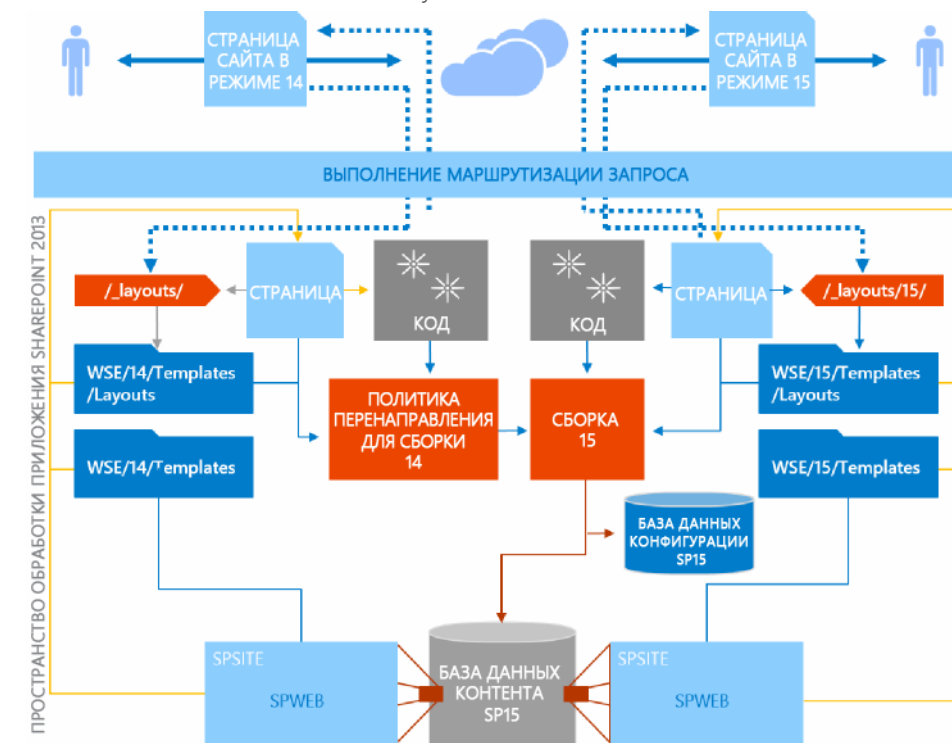 СТРАНИЦА
САЙТА В
РЕЖИМЕ 14
СТРАНИЦА
САЙТА В
РЕЖИМЕ 15
ВЫПОЛНЕНИЕ МАРШРУТИЗАЦИИ ЗАПРОСА
ПРОСТРАНСТВО ОБРАБОТКИ ПРИЛОЖЕНИЯ SHAREPOINT 2013
/_layouts/
СТРАНИЦА
КОД
КОД
СТРАНИЦА
/_layouts/15/
WSE/14/Templates
/Layouts
ПОЛИТИКА
ПЕРЕНАПРАВЛЕНИЯ
ДЛЯ СБОРКИ
14
СБОРКА
15
WSE/15/Templates
/Layouts
WSE/14/Templates
WSE/15/Templates
БАЗА ДАННЫХ
КОНФИГУРАЦИИ
SP15
SPSITE
SPWEB
БАЗА ДАННЫХ
КОНТЕНТА
SP15
SPSITE
SPWEB